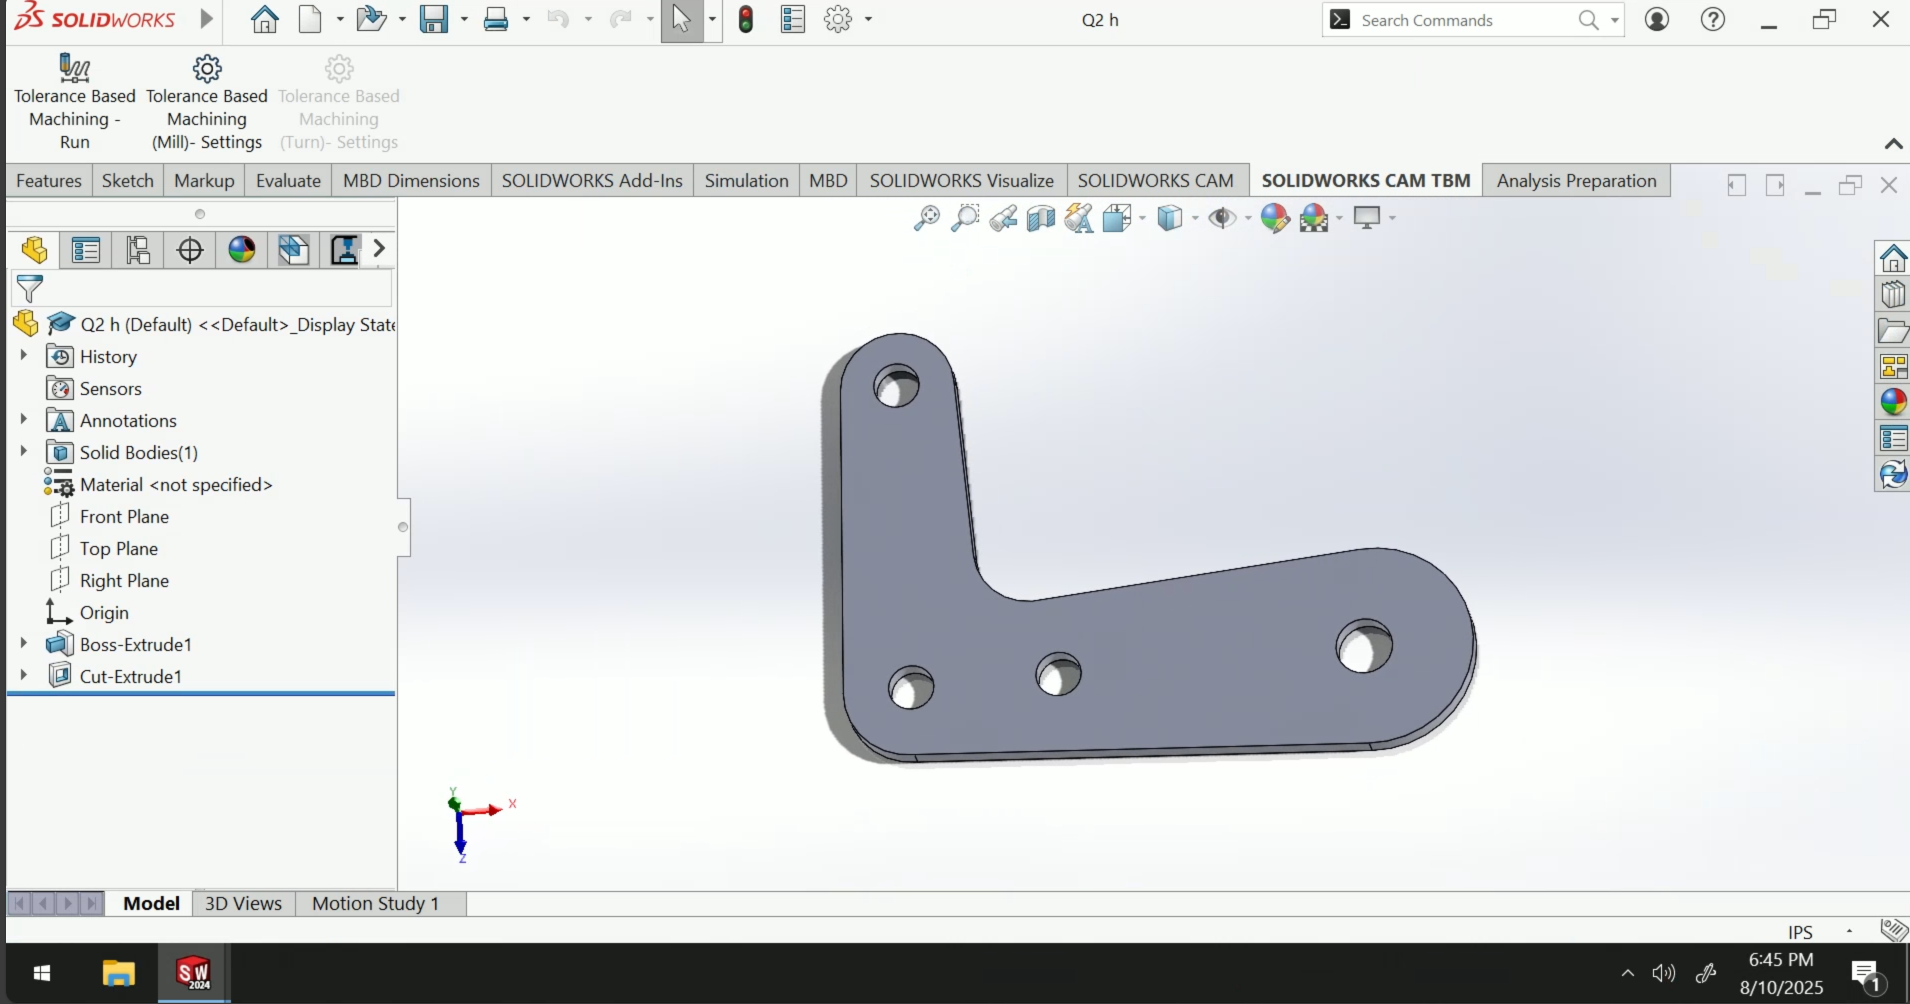 SOLIDWORKS
Q2 h
Search Commands
Tolerance Based Machining - Run
Tolerance Based Machining (Mill)- Settings
Tolerance Based Machining (Turn)- Settings
Features
Sketch
Markup
Evaluate
MBD Dimensions
SOLIDWORKS Add-Ins
Simulation
MBD
SOLIDWORKS Visualize
SOLIDWORKS CAM
SOLIDWORKS CAM TBM
Analysis Preparation
Q2 h (Default) <<Default>_Display State
History
Sensors
Annotations
Solid Bodies(1)
Material <not specified>
Front Plane
Top Plane
Right Plane
Origin
Boss-Extrude1
Cut-Extrude1
Y
X
Z
Model
3D Views
Motion Study 1
IPS
SW
2024
6:45 PM
8/10/2025
1